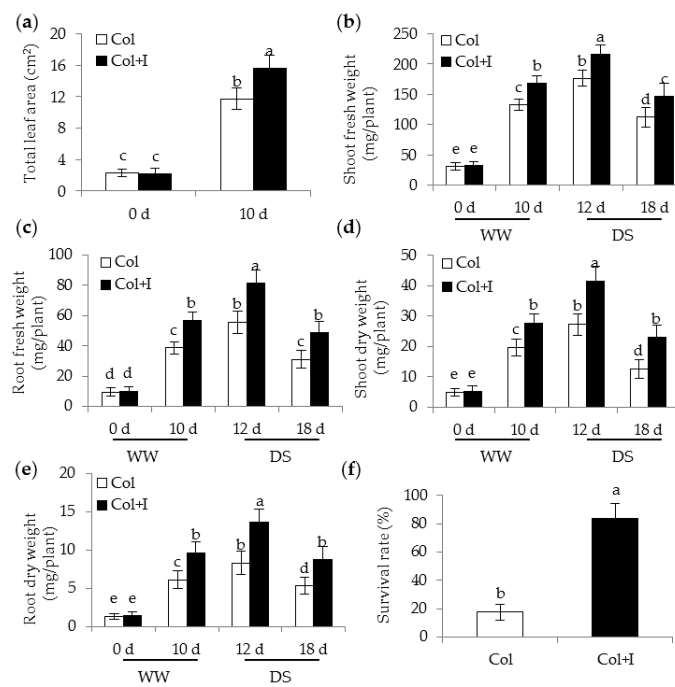 (a)
Total leaf area (cm²)
20
16
12
8
4
0
Col
Col+I
c c
b
a
0 d 10 d
(b)
Shoot fresh weight
(mg/plant)
250
200
150
100
50
0
Col
Col+I
e e
c b
b a
d c
0 d 10 d 12 d 18 d
WW DS
(c)
Root fresh weight
(mg/plant)
100
80
60
40
20
0
Col
Col+I
d d
c b
b a
c b
0 d 10 d 12 d 18 d
WW DS
(d)
Shoot dry weight
(mg/plant)
50
40
30
20
10
0
Col
Col+I
e e
c b
b a
d b
0 d 10 d 12 d 18 d
WW DS
(e)
Root dry weight
(mg/plant)
20
15
10
5
0
Col
Col+I
e e
c b
b a
d b
0 d 10 d 12 d 18 d
WW DS
(f)
Survival rate (%)
100
80
60
40
20
0
b
a
Col Col+I